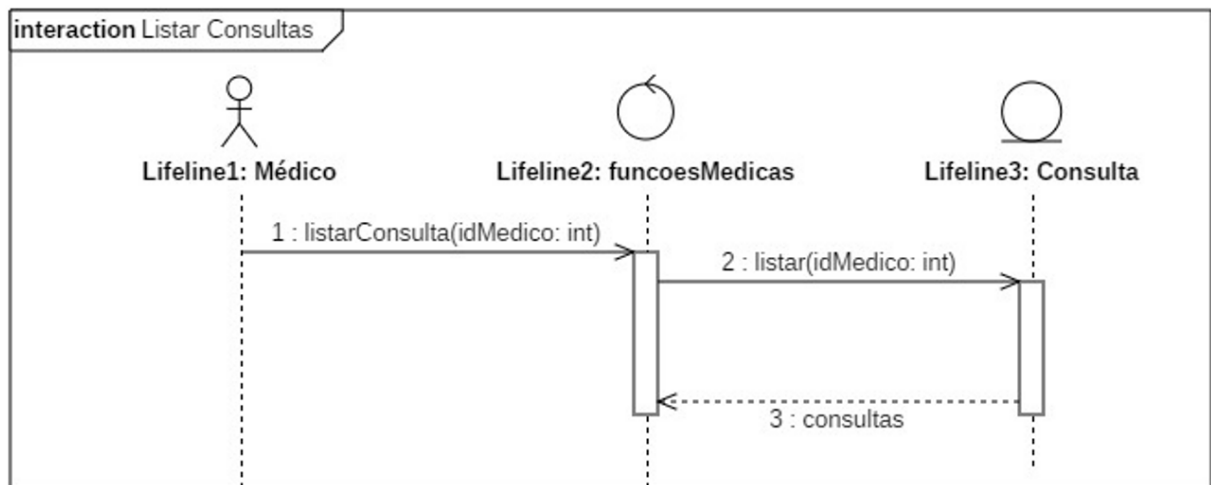 interaction Listar Consultas
Lifeline1: Médico
Lifeline2: funcoesMedicas
Lifeline3: Consulta
1 : listarConsulta(idMedico: int)
2 : listar(idMedico: int)
3 : consultas